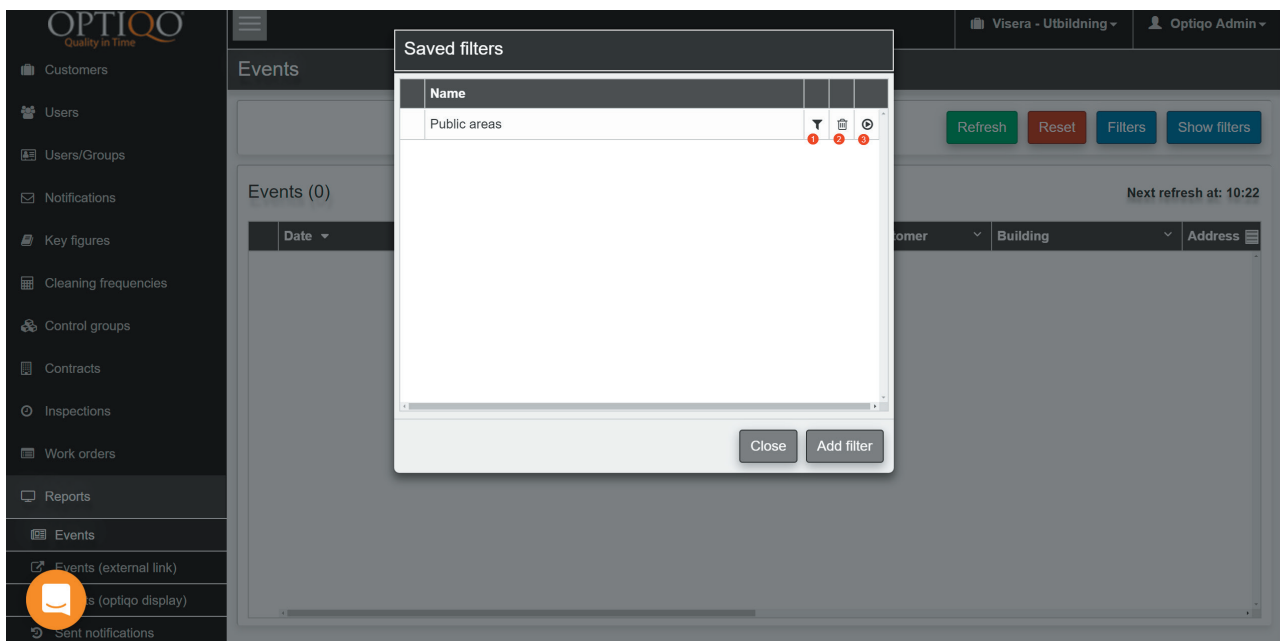 OPTIQO
Quality in Time
Customers
Users
Users/Groups
Notifications
Key figures
Cleaning frequencies
Control groups
Contracts
Inspections
Work orders
Reports
Events
Events (external link)
s (optiqo display)
Sent notifications
Visera - Utbildning
Optiqo Admin
Events
Refresh
Reset
Filters
Show filters
Events (0)
Next refresh at: 10:22
Date
tomer
Building
Address
Saved filters
Name
Public areas
1
2
3
Close
Add filter